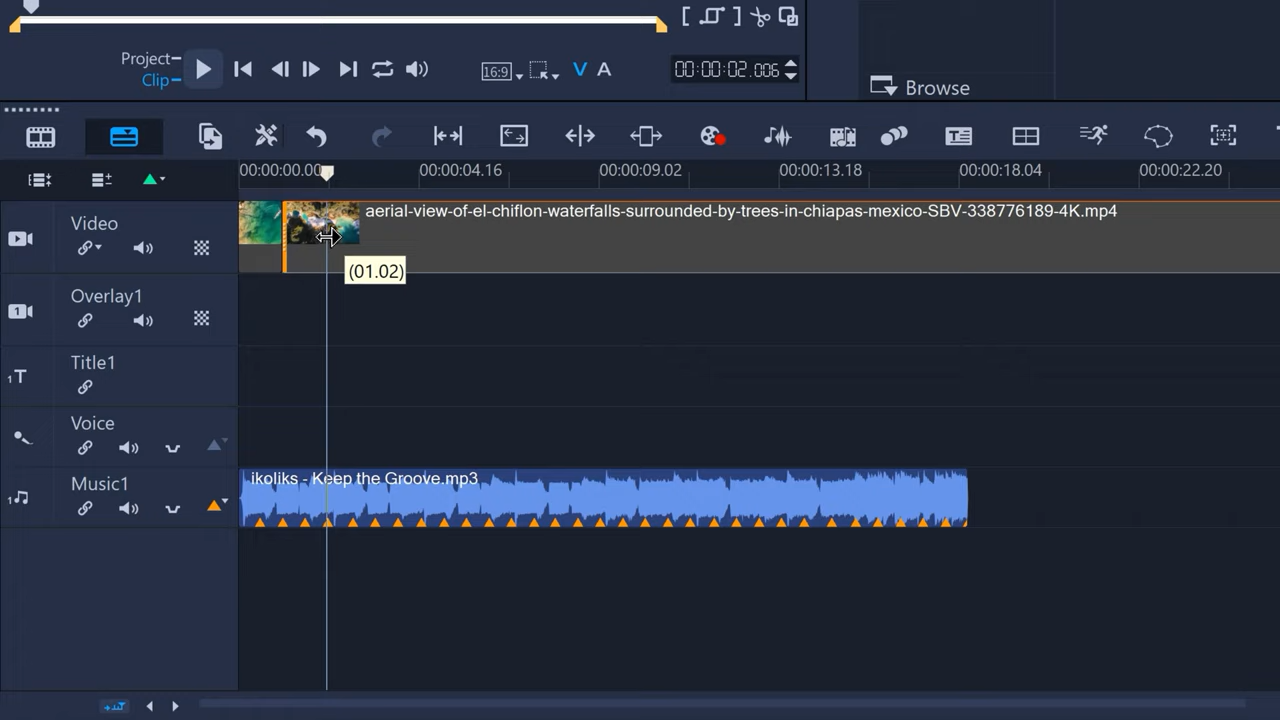 Project
Clip
16:9
V A
00:00:02.006
Browse
00:00:00.00
00:00:04.16
00:00:09.02
00:00:13.18
00:00:18.04
00:00:22.20
Video
aerial-view-of-el-chiflon-waterfalls-surrounded-by-trees-in-chiapas-mexico-SBV-338776189-4K.mp4
(01.02)
Overlay1
1
Title1
1T
Voice
Music1
1
ikoliks - Keep the Groove.mp3